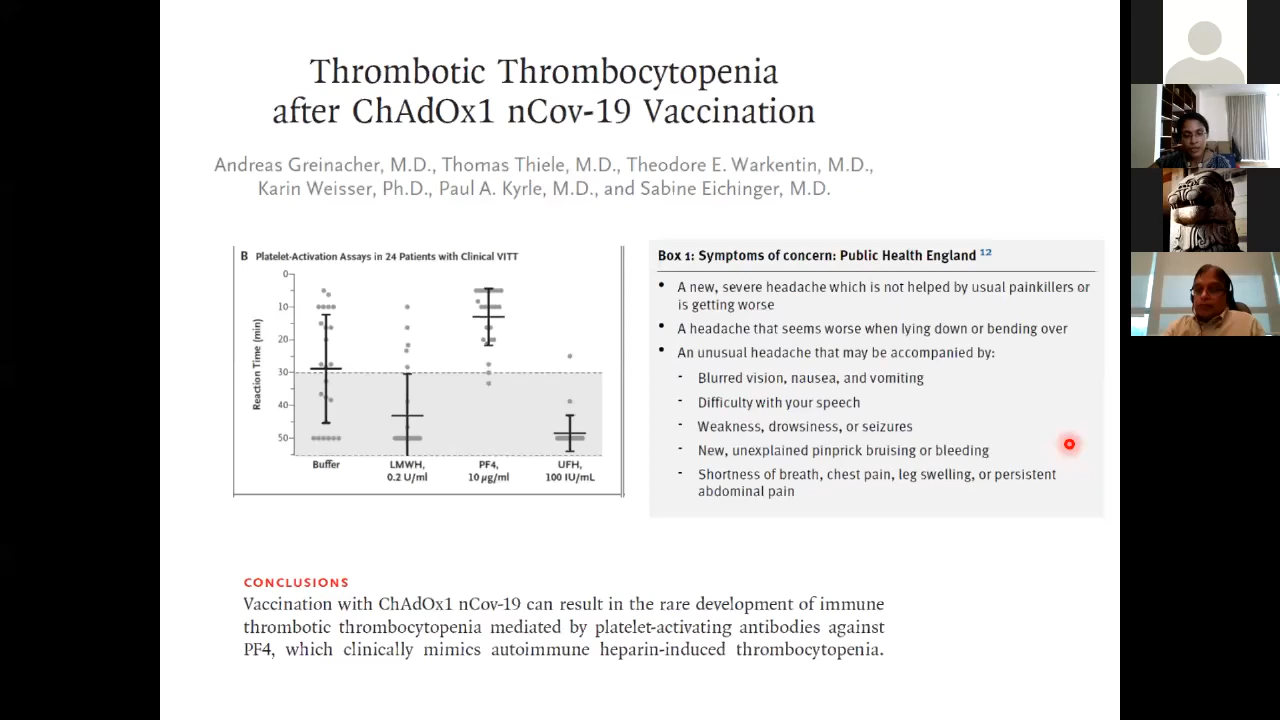 Thrombotic Thrombocytopenia
after ChAdOx1 nCov-19 Vaccination
Andreas Greinacher, M.D., Thomas Thiele, M.D., Theodore E. Warkentin, M.D.,
Karin Weisser, Ph.D., Paul A. Kyrle, M.D., and Sabine Eichinger, M.D.
B Platelet-Activation Assays in 24 Patients with Clinical VITT
Reaction Time (min)
0
10
20
30
40
50
Buffer
LMWH,
0.2 U/ml
PF4,
10 µg/ml
UFH,
100 IU/mL
Box 1: Symptoms of concern: Public Health England 12
• A new, severe headache which is not helped by usual painkillers or
is getting worse
• A headache that seems worse when lying down or bending over
• An unusual headache that may be accompanied by:
- Blurred vision, nausea, and vomiting
- Difficulty with your speech
- Weakness, drowsiness, or seizures
- New, unexplained pinprick bruising or bleeding
- Shortness of breath, chest pain, leg swelling, or persistent
abdominal pain
CONCLUSIONS
Vaccination with ChAdOx1 nCov-19 can result in the rare development of immune
thrombotic thrombocytopenia mediated by platelet-activating antibodies against
PF4, which clinically mimics autoimmune heparin-induced thrombocytopenia.